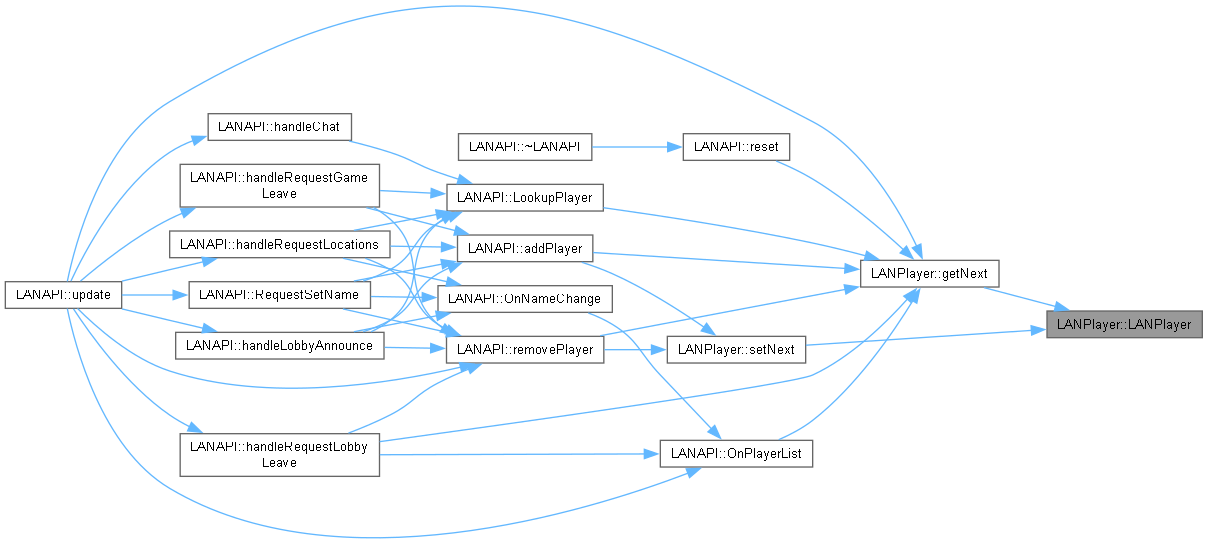 LANAPI::handleChat
LANAPI::~LANAPI
LANAPI::reset
LANAPI::handleRequestGame
Leave
LANAPI::LookupPlayer
LANAPI::handleRequestLocations
LANAPI::addPlayer
LANPlayer::getNext
LANAPI::update
LANAPI::RequestSetName
LANAPI::OnNameChange
LANPlayer::LANPlayer
LANAPI::handleLobbyAnnounce
LANAPI::removePlayer
LANPlayer::setNext
LANAPI::handleRequestLobby
Leave
LANAPI::OnPlayerList